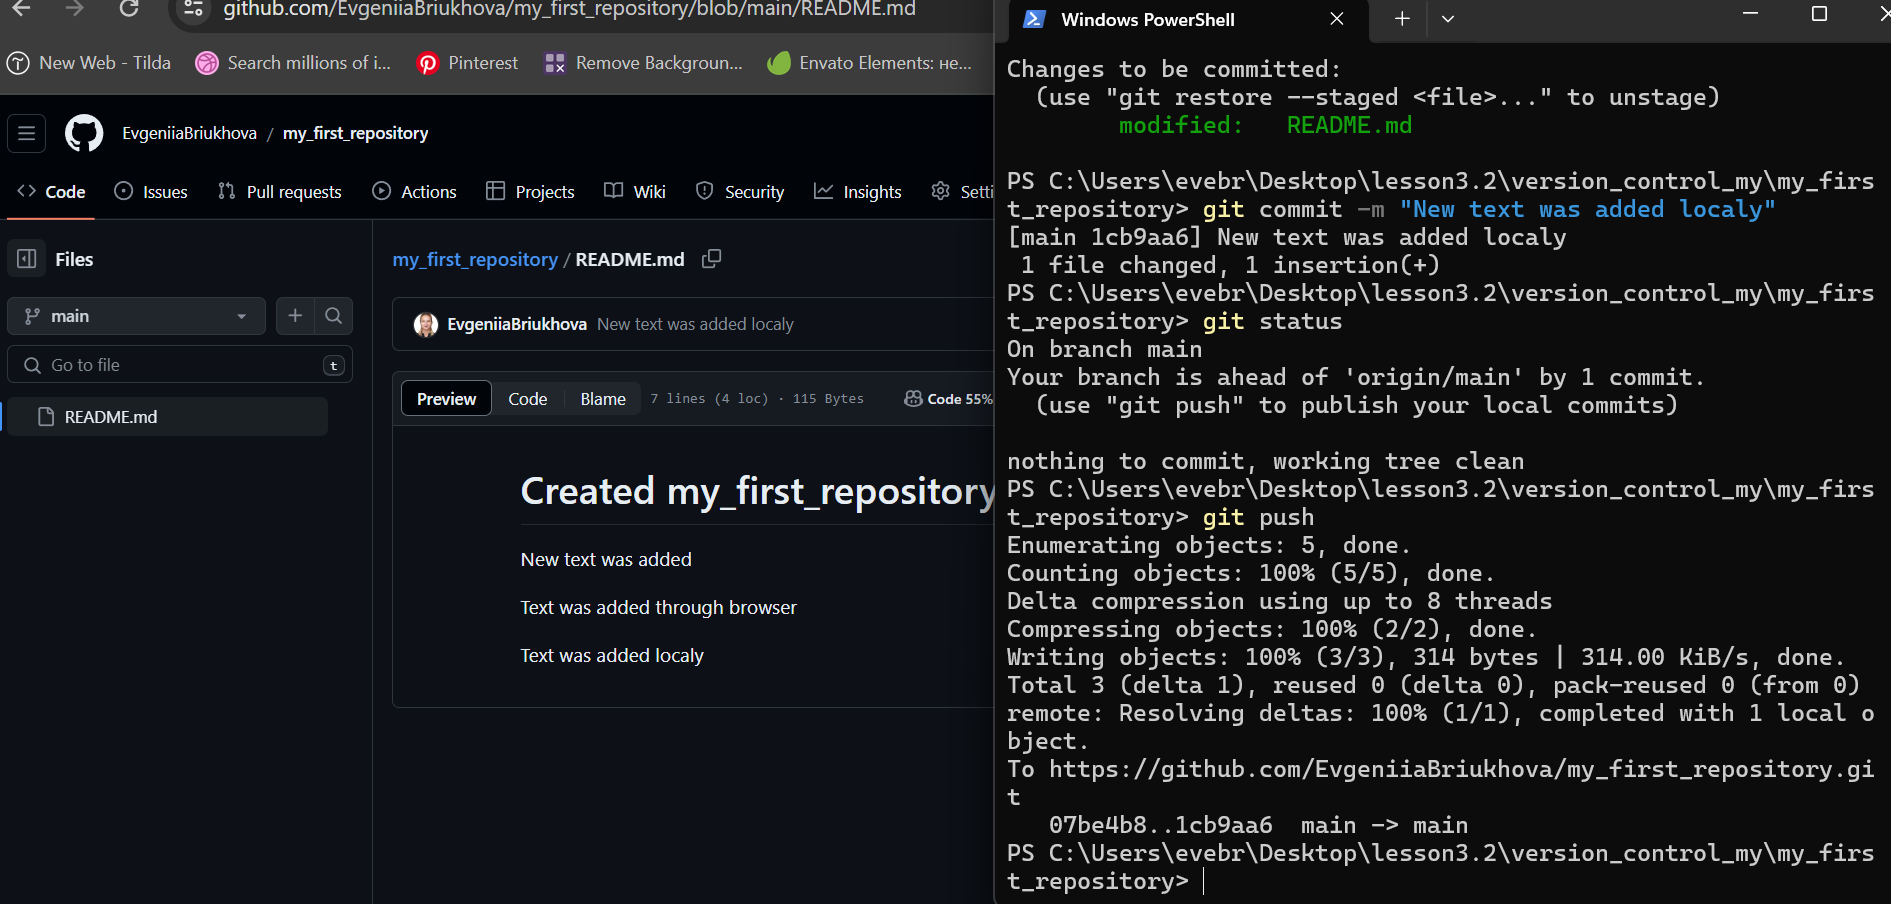 github.com/EvgeniiaBriukhova/my_first_repository/blob/main/README.md
New Web - Tilda
Search millions of i...
Pinterest
Remove Backgroun...
Envato Elements: не...
EvgeniiaBriukhova / my_first_repository
Code
Issues
Pull requests
Actions
Projects
Wiki
Security
Insights
Setti
Files
main
Go to file
t
README.md
my_first_repository / README.md
EvgeniiaBriukhova New text was added localy
Preview
Code
Blame
7 lines (4 loc) · 115 Bytes
Code 55%
Created my_first_repository
New text was added
Text was added through browser
Text was added localy
Windows PowerShell
Changes to be committed:
(use "git restore --staged <file>..." to unstage)
modified: README.md
PS C:\Users\evebr\Desktop\lesson3.2\version_control_my\my_firs
t_repository> git commit -m "New text was added localy"
[main 1cb9aa6] New text was added localy
1 file changed, 1 insertion(+)
PS C:\Users\evebr\Desktop\lesson3.2\version_control_my\my_firs
t_repository> git status
On branch main
Your branch is ahead of 'origin/main' by 1 commit.
(use "git push" to publish your local commits)
nothing to commit, working tree clean
PS C:\Users\evebr\Desktop\lesson3.2\version_control_my\my_firs
t_repository> git push
Enumerating objects: 5, done.
Counting objects: 100% (5/5), done.
Delta compression using up to 8 threads
Compressing objects: 100% (2/2), done.
Writing objects: 100% (3/3), 314 bytes | 314.00 KiB/s, done.
Total 3 (delta 1), reused 0 (delta 0), pack-reused 0 (from 0)
remote: Resolving deltas: 100% (1/1), completed with 1 local o
bject.
To https://github.com/EvgeniiaBriukhova/my_first_repository.gi
t
07be4b8..1cb9aa6 main -> main
PS C:\Users\evebr\Desktop\lesson3.2\version_control_my\my_firs
t_repository>